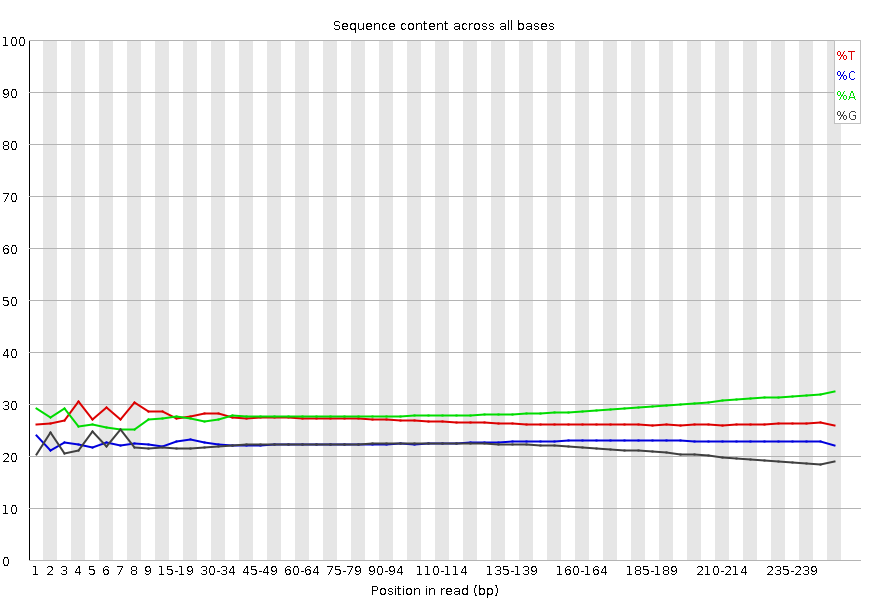 Sequence content across all bases
100
90
80
70
60
50
40
30
20
10
0
%T
%C
%A
%G
1 2 3 4 5 6 7 8 9 15-19 30-34 45-49 60-64 75-79 90-94 110-114 135-139 160-164 185-189 210-214 235-239
Position in read (bp)